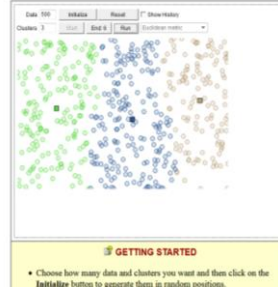 Data 500 Initialize Reset Show History
Clusters 3 Start End Run Euclidean metric
GETTING STARTED
• Choose how many data and clusters you want and then click on the
Initialize button to generate them in random positions.